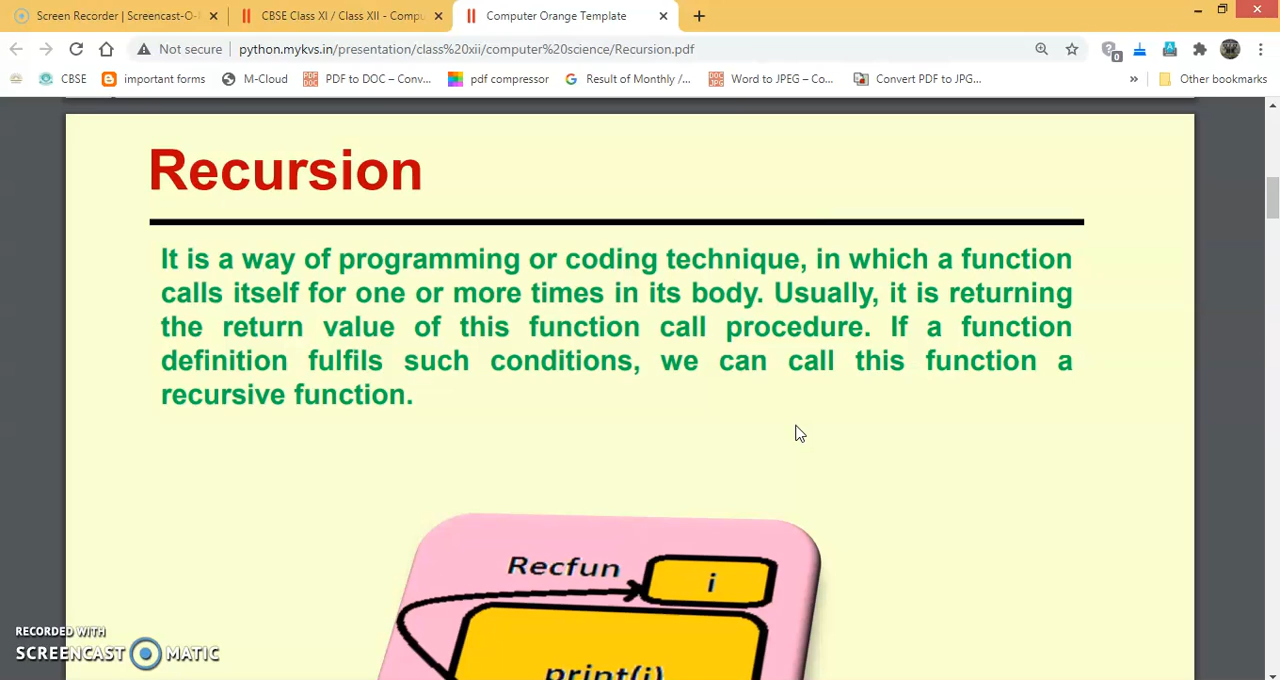 Screen Recorder | Screencast-O-
CBSE Class XI / Class XII - Compu
Computer Orange Template
Not secure
python.mykvs.in/presentation/class%20xii/computer%20science/Recursion.pdf
0
CBSE
important forms
M-Cloud
PDF to DOC – Conv...
pdf compressor
Result of Monthly /...
Word to JPEG – Co...
Convert PDF to JPG...
»
Other bookmarks
Recursion
It is a way of programming or coding technique, in which a function
calls itself for one or more times in its body. Usually, it is returning
the return value of this function call procedure. If a function
definition fulfils such conditions, we can call this function a
recursive function.
Recfun
i
print(i)
RECORDED WITH
SCREENCAST MATIC